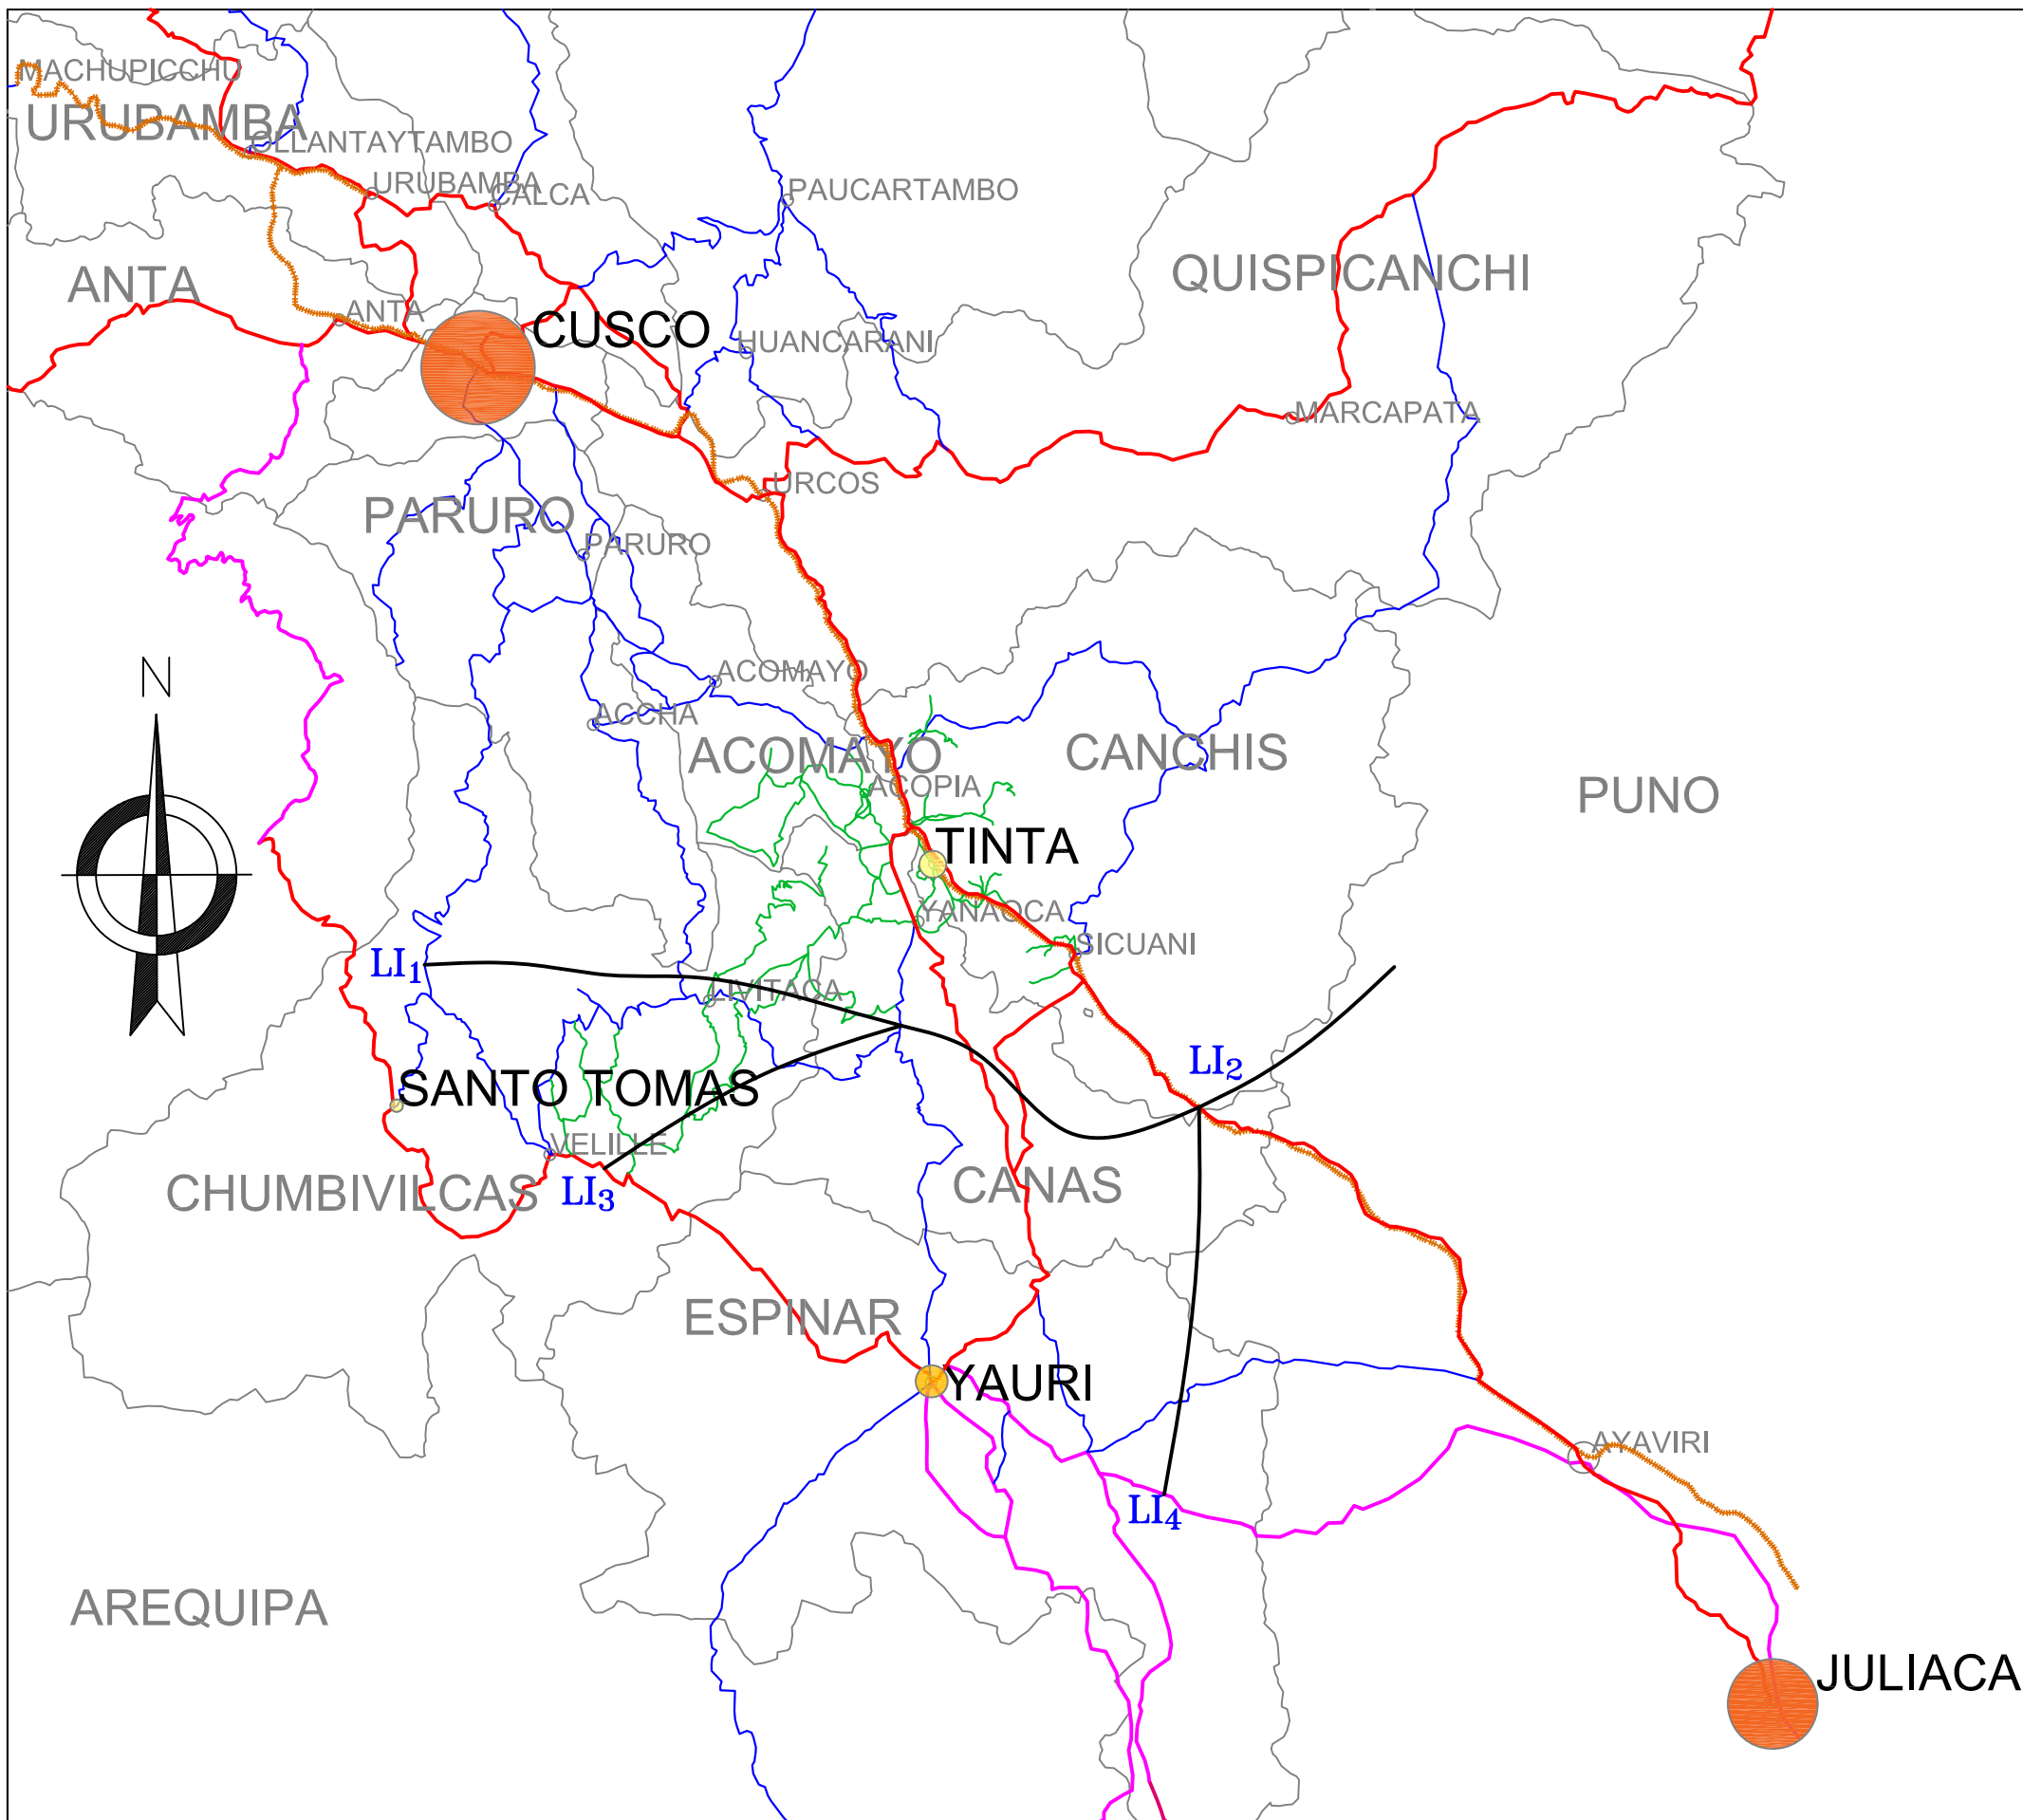 MACHUPICCHU
URUBAMBA
OLLANTAYTAMBO
URUBAMBA
CALCA
PAUCARTAMBO
ANTA
QUISPICANCHI
ANTA
CUSCO
HUANCARANI
MARCAPATA
URCOS
PARURO
PARURO
N
ACOMAYO
ACCHA
ACOMAYO
CANCHIS
ACOPIA
PUNO
TINTA
YANAOCA
SICUANI
LI1
LIVITACA
LI2
SANTO TOMAS
VELILLE
CHUMBIVILCAS
LI3
CANAS
ESPINAR
YAURI
AYAVIRI
LI4
AREQUIPA
JULIACA